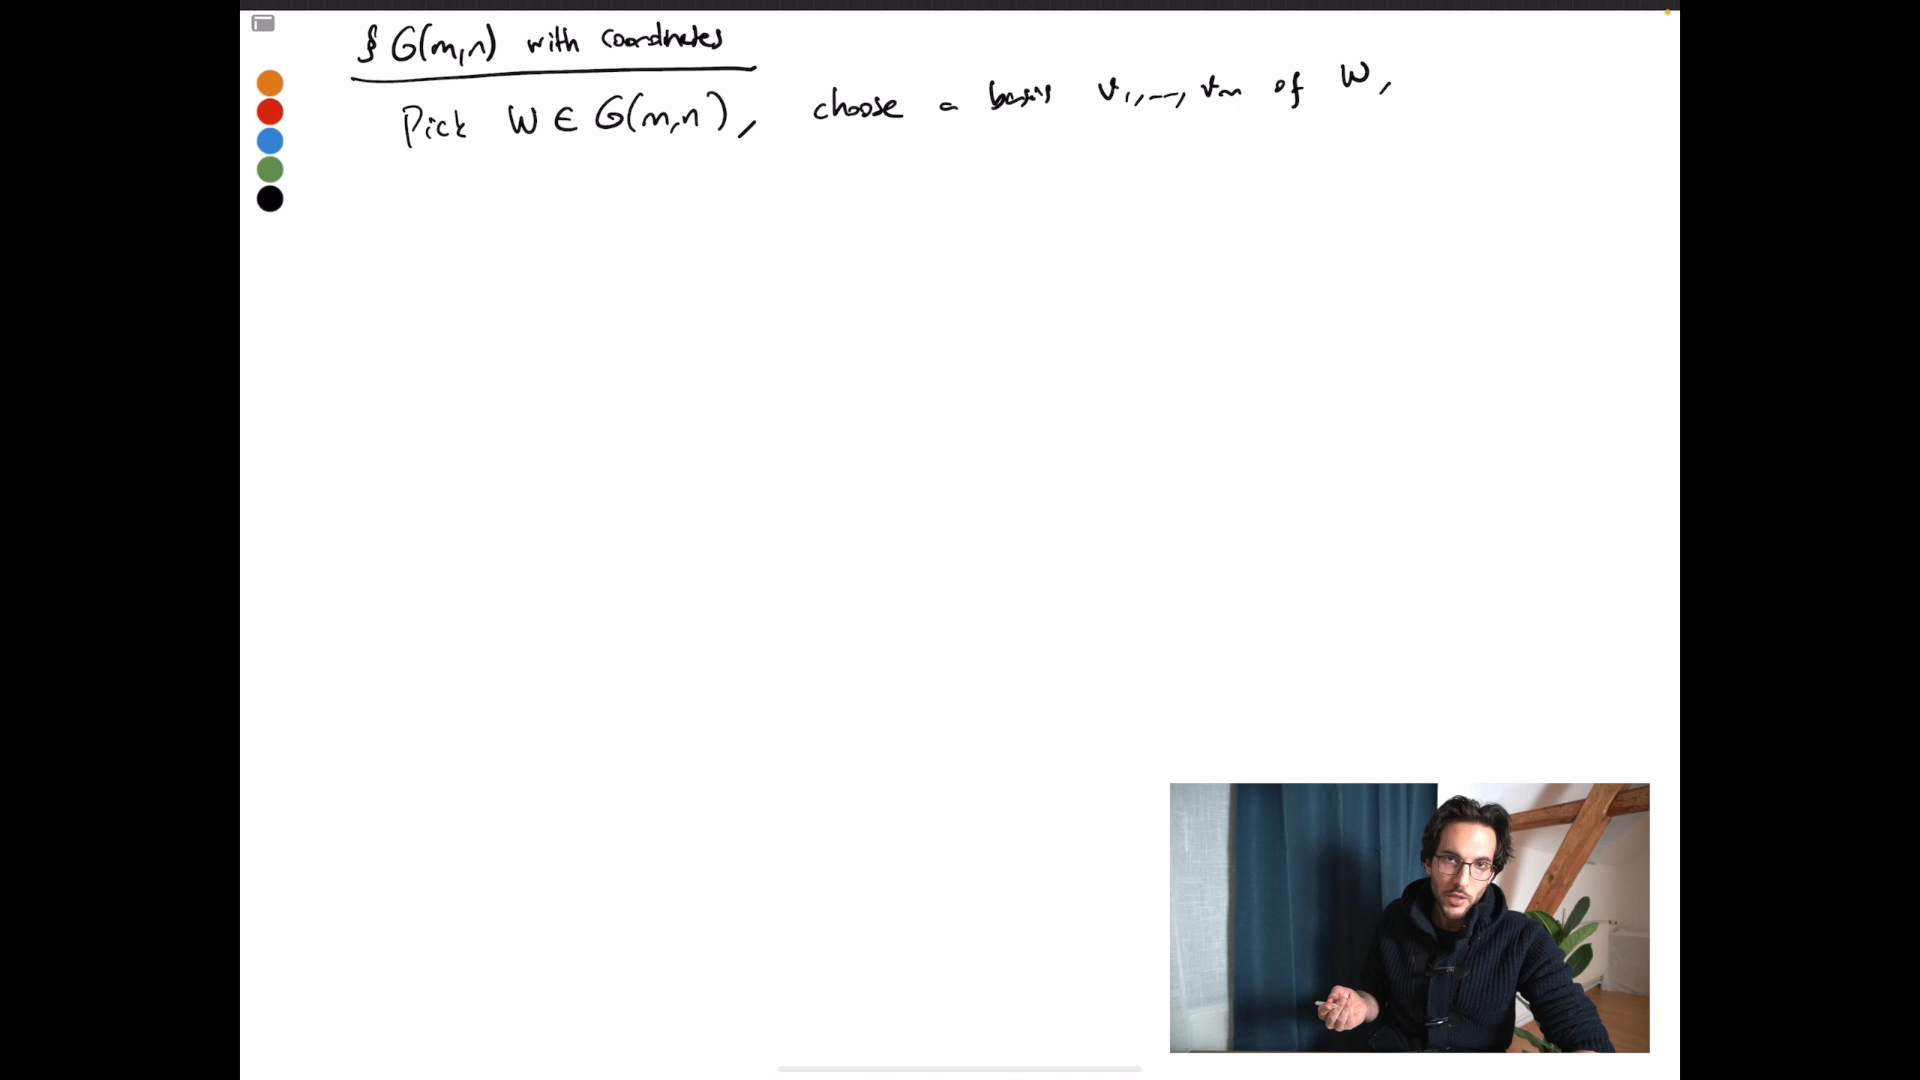 § G(m,n) with coordinates
Pick W ∈ G(m,n), choose a basis v₁,...,vₘ of W,